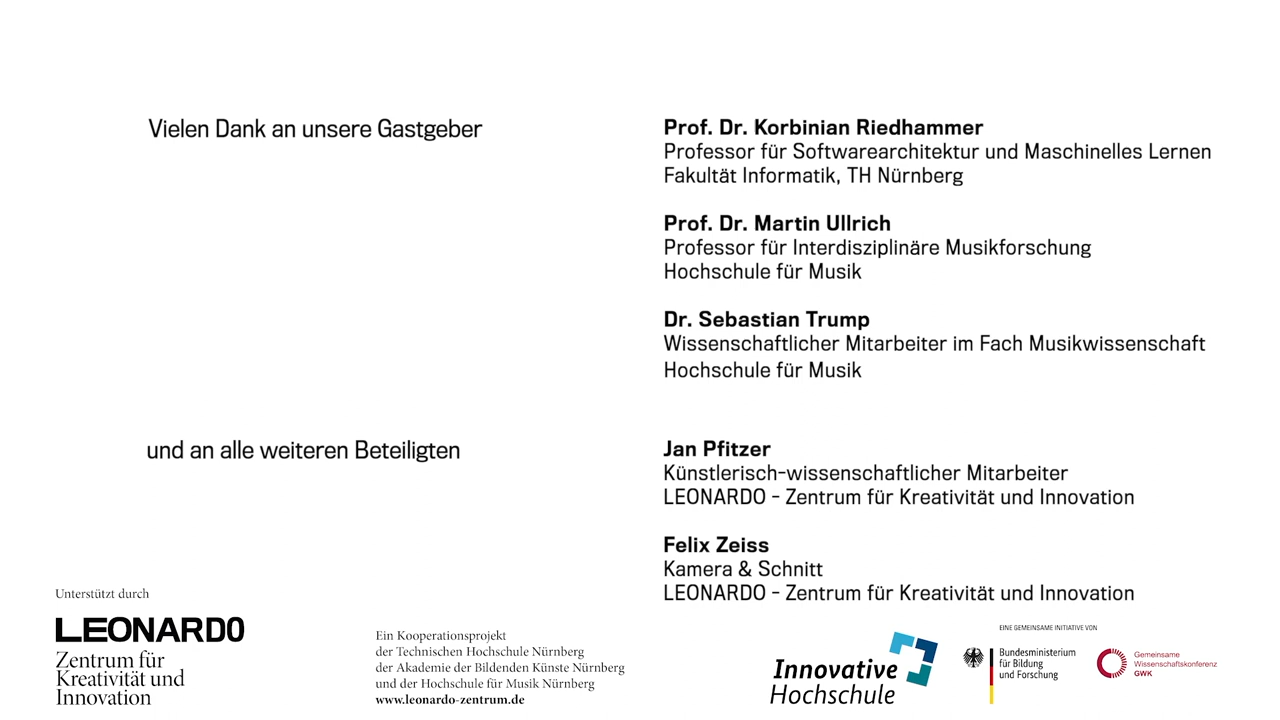 Vielen Dank an unsere Gastgeber
Prof. Dr. Korbinian Riedhammer
Professor für Softwarearchitektur und Maschinelles Lernen
Fakultät Informatik, TH Nürnberg
Prof. Dr. Martin Ullrich
Professor für Interdisziplinäre Musikforschung
Hochschule für Musik
Dr. Sebastian Trump
Wissenschaftlicher Mitarbeiter im Fach Musikwissenschaft
Hochschule für Musik
und an alle weiteren Beteiligten
Jan Pfitzer
Künstlerisch-wissenschaftlicher Mitarbeiter
LEONARDO - Zentrum für Kreativität und Innovation
Felix Zeiss
Kamera & Schnitt
LEONARDO - Zentrum für Kreativität und Innovation
Unterstützt durch
LEONARDO
Zentrum für
Kreativität und
Innovation
Ein Kooperationsprojekt
der Technischen Hochschule Nürnberg
der Akademie der Bildenden Künste Nürnberg
und der Hochschule für Musik Nürnberg
www.leonardo-zentrum.de
Innovative
Hochschule
EINE GEMEINSAME INITIATIVE VON
Bundesministerium
für Bildung
und Forschung
Gemeinsame
Wissenschaftskonferenz
GWK